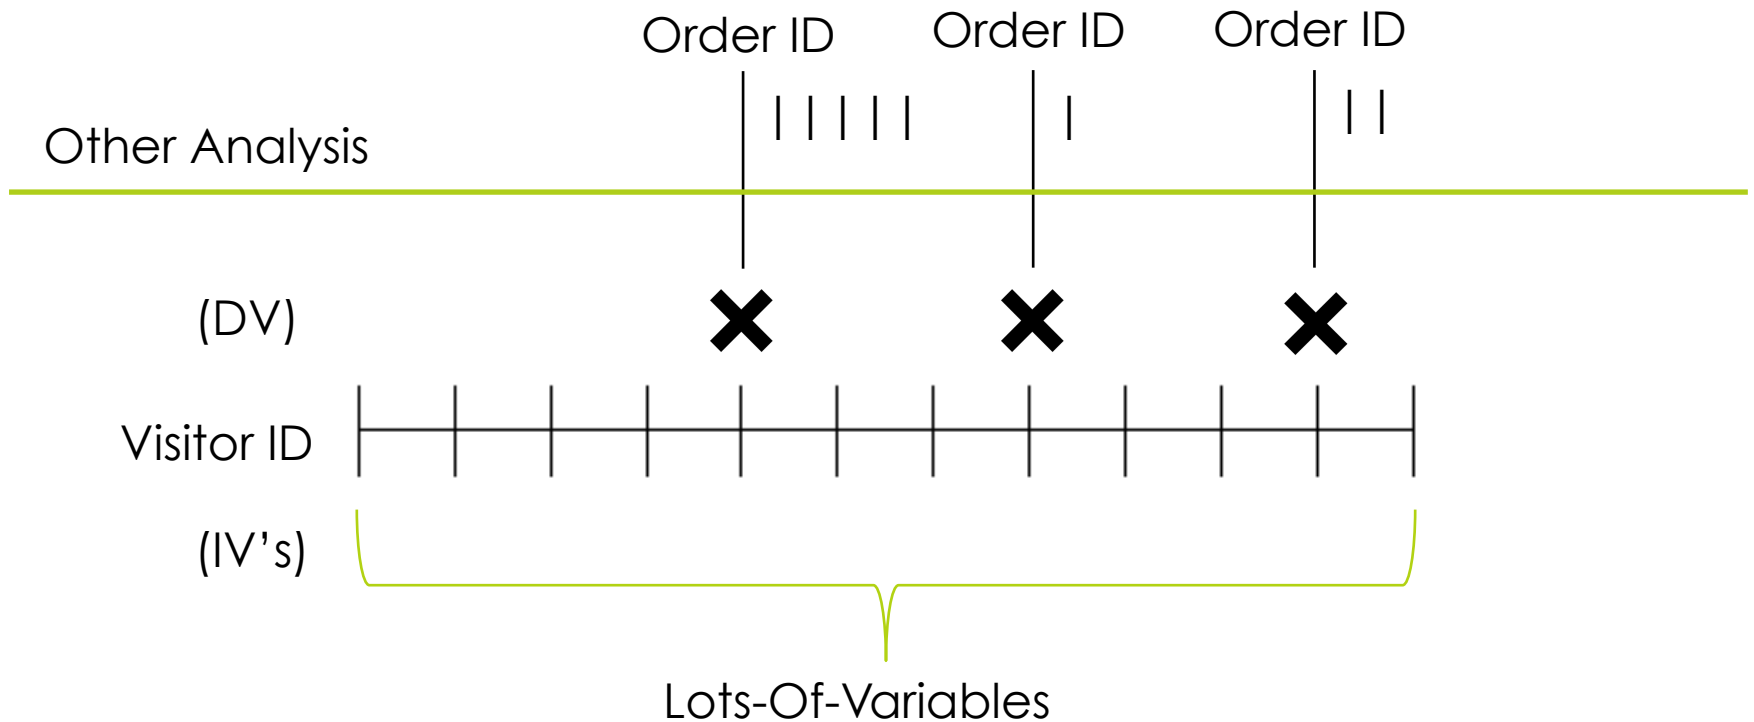 Order ID
Order ID
Order ID
Other Analysis
(DV)
Visitor ID
(IV's)
Lots-Of-Variables